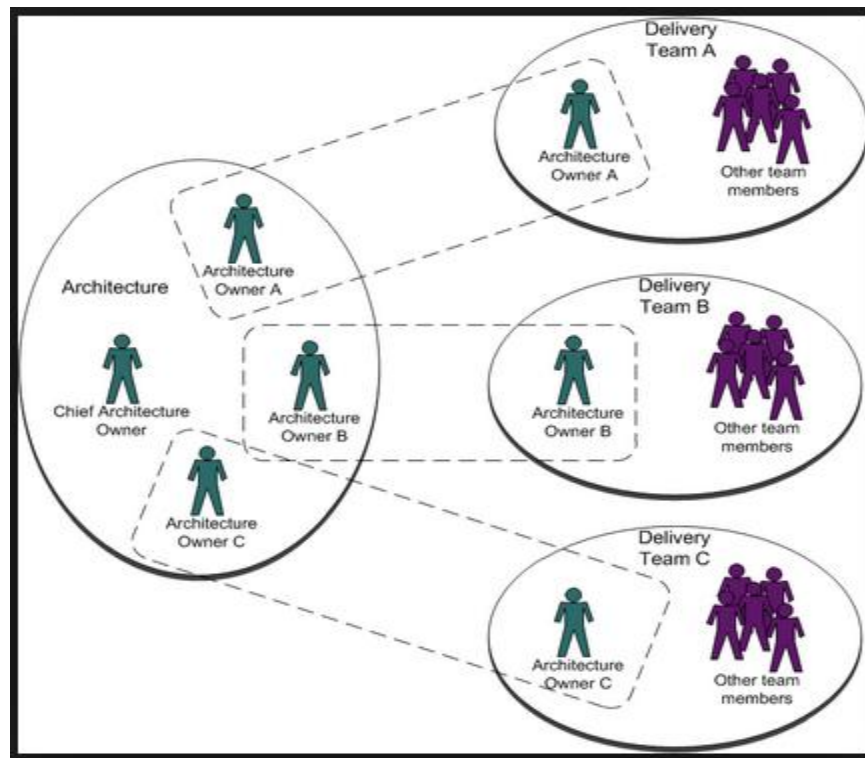 Architecture
Architecture
Owner A
Chief Architecture
Owner
Architecture
Owner B
Architecture
Owner C
Delivery
Team A
Architecture
Owner A
Other team
members
Delivery
Team B
Architecture
Owner B
Other team
members
Delivery
Team C
Architecture
Owner C
Other team
members